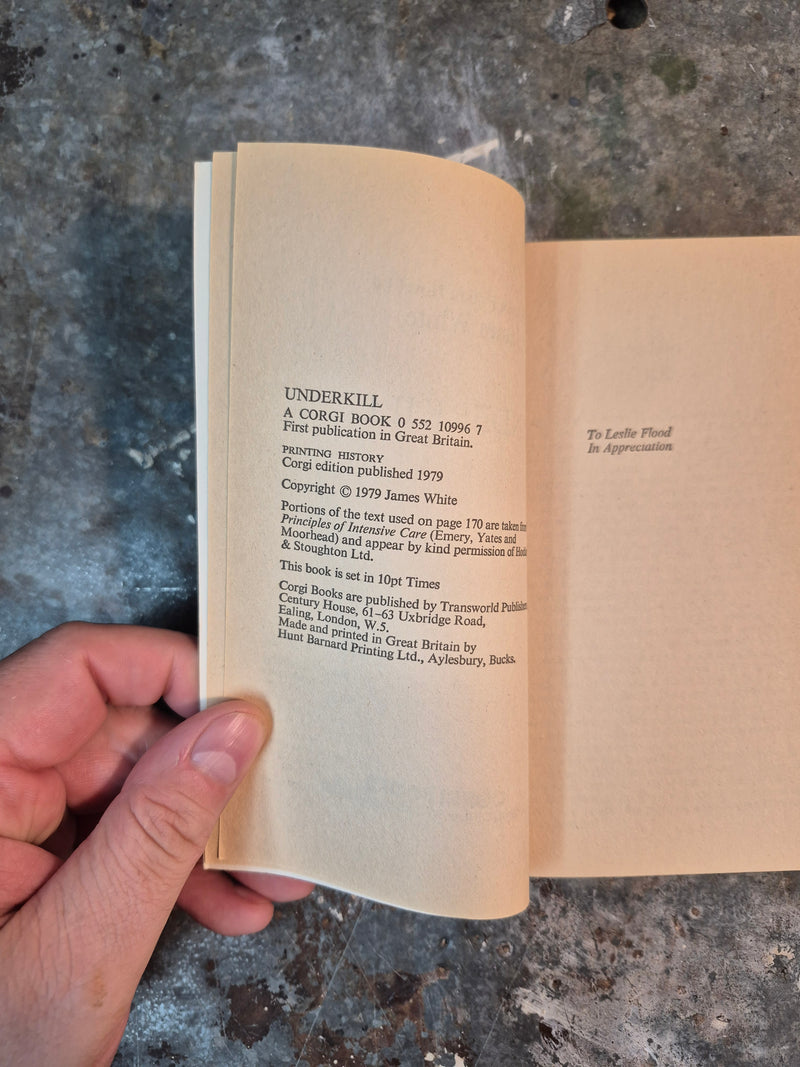 UNDERKILL
A CORGI BOOK 0 552 10996 7
First publication in Great Britain.
PRINTING HISTORY
Corgi edition published 1979
Copyright © 1979 James White
Portions of the text used on page 170 are taken
Principles of Intensive Care (Emery, Yates and
Moorhead) and appear by kind permission of
& Stoughton Ltd.
This book is set in 10pt Times
Corgi Books are published by Transworld
Century House, 61–63 Uxbridge Road,
Ealing, London, W.5.
Made and printed in Great Britain by
Hunt Barnard Printing Ltd., Aylesbury, Bucks.
To Leslie Flood
In Appreciation